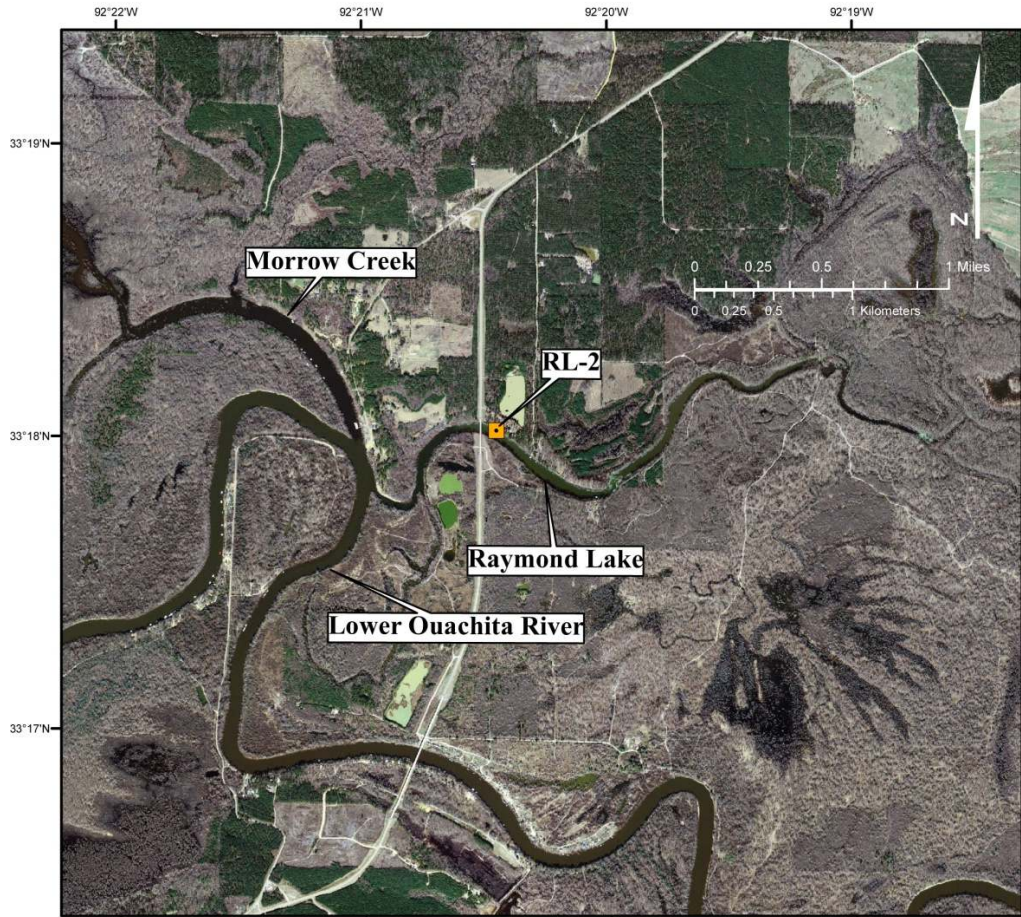 92°22'W 92°21'W 92°20'W 92°19'W
33°19'N
N
Morrow Creek
0 0.25 0.5 1 Miles
0 0.25 0.5 1 Kilometers
RL-2
33°18'N
Raymond Lake
Lower Ouachita River
33°17'N